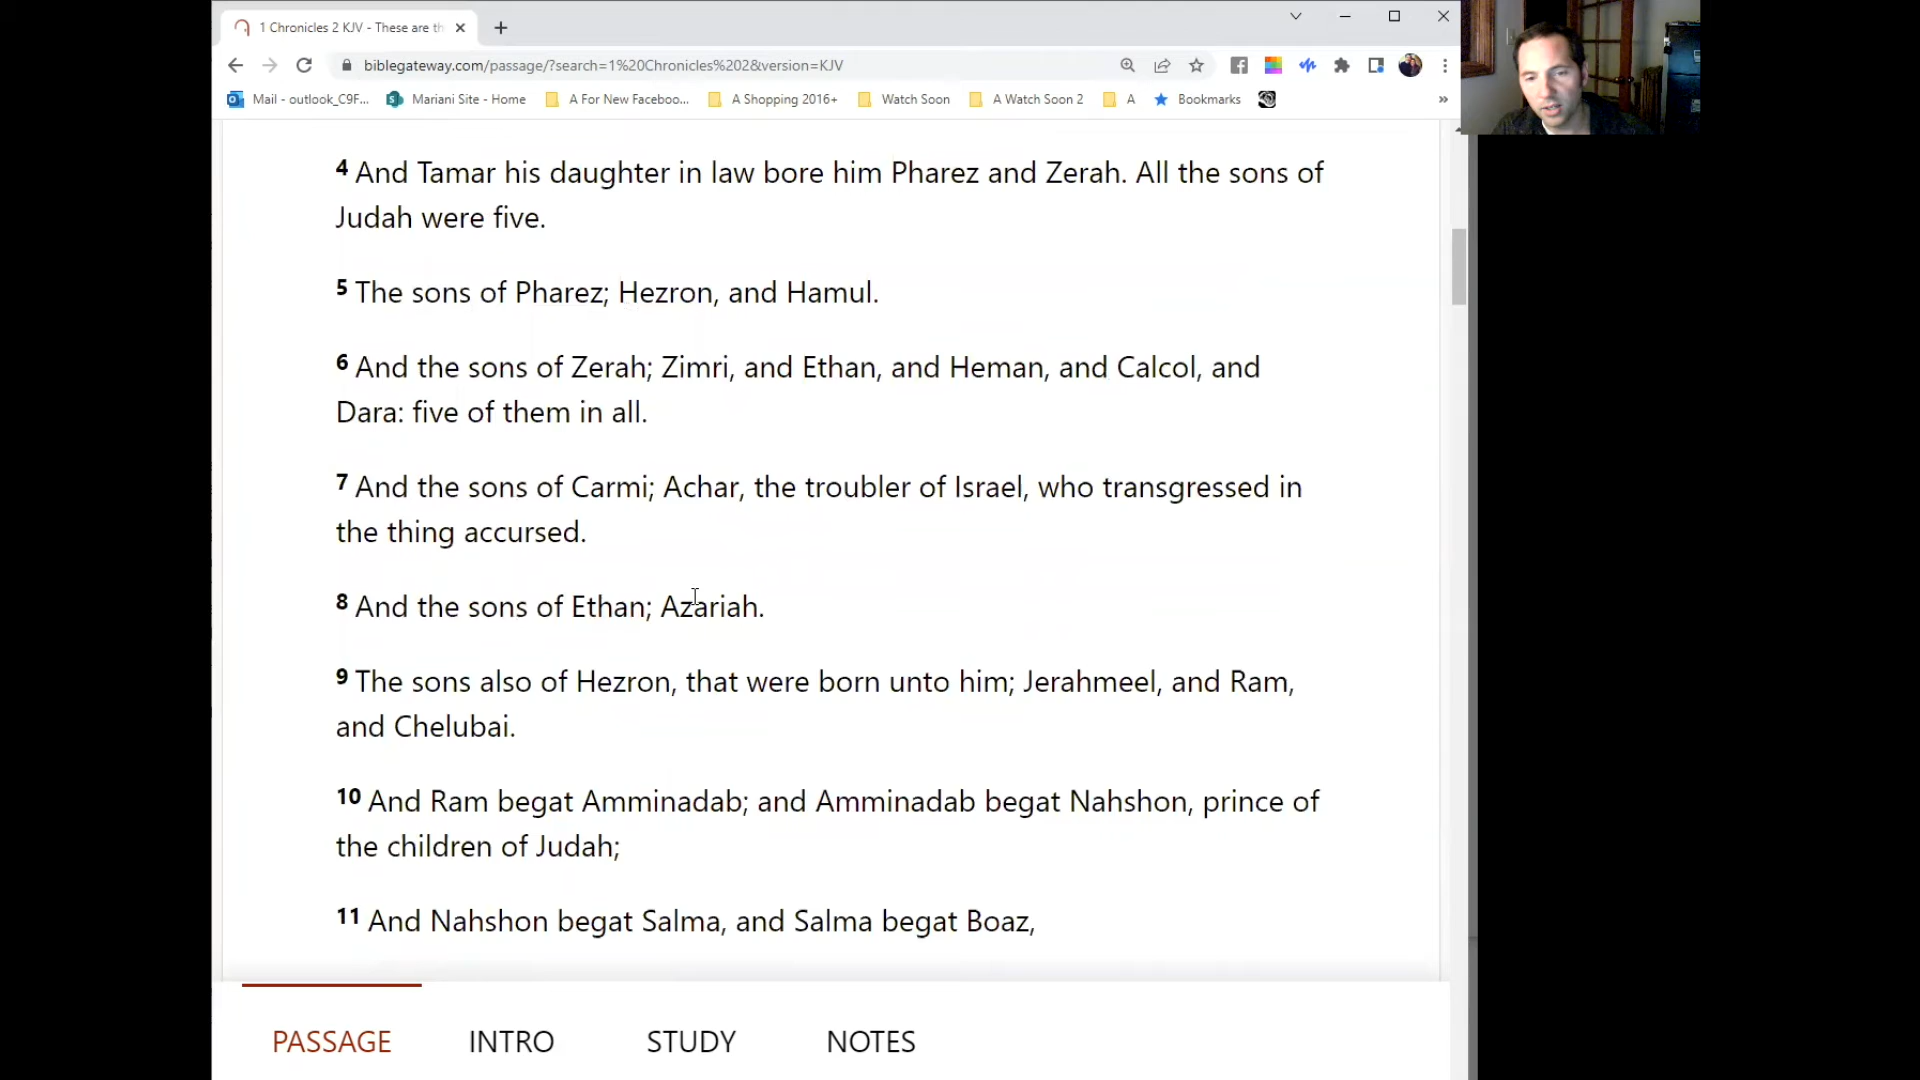 1 Chronicles 2 KJV - These are th
biblegateway.com/passage/?search=1%20Chronicles%202&version=KJV
Mail - outlook_C9F... Mariani Site - Home A For New Faceboo... A Shopping 2016+ Watch Soon A Watch Soon 2 A Bookmarks »
4 And Tamar his daughter in law bore him Pharez and Zerah. All the sons of
Judah were five.
5 The sons of Pharez; Hezron, and Hamul.
6 And the sons of Zerah; Zimri, and Ethan, and Heman, and Calcol, and
Dara: five of them in all.
7 And the sons of Carmi; Achar, the troubler of Israel, who transgressed in
the thing accursed.
8 And the sons of Ethan; Azariah.
9 The sons also of Hezron, that were born unto him; Jerahmeel, and Ram,
and Chelubai.
10 And Ram begat Amminadab; and Amminadab begat Nahshon, prince of
the children of Judah;
11 And Nahshon begat Salma, and Salma begat Boaz,
PASSAGE INTRO STUDY NOTES